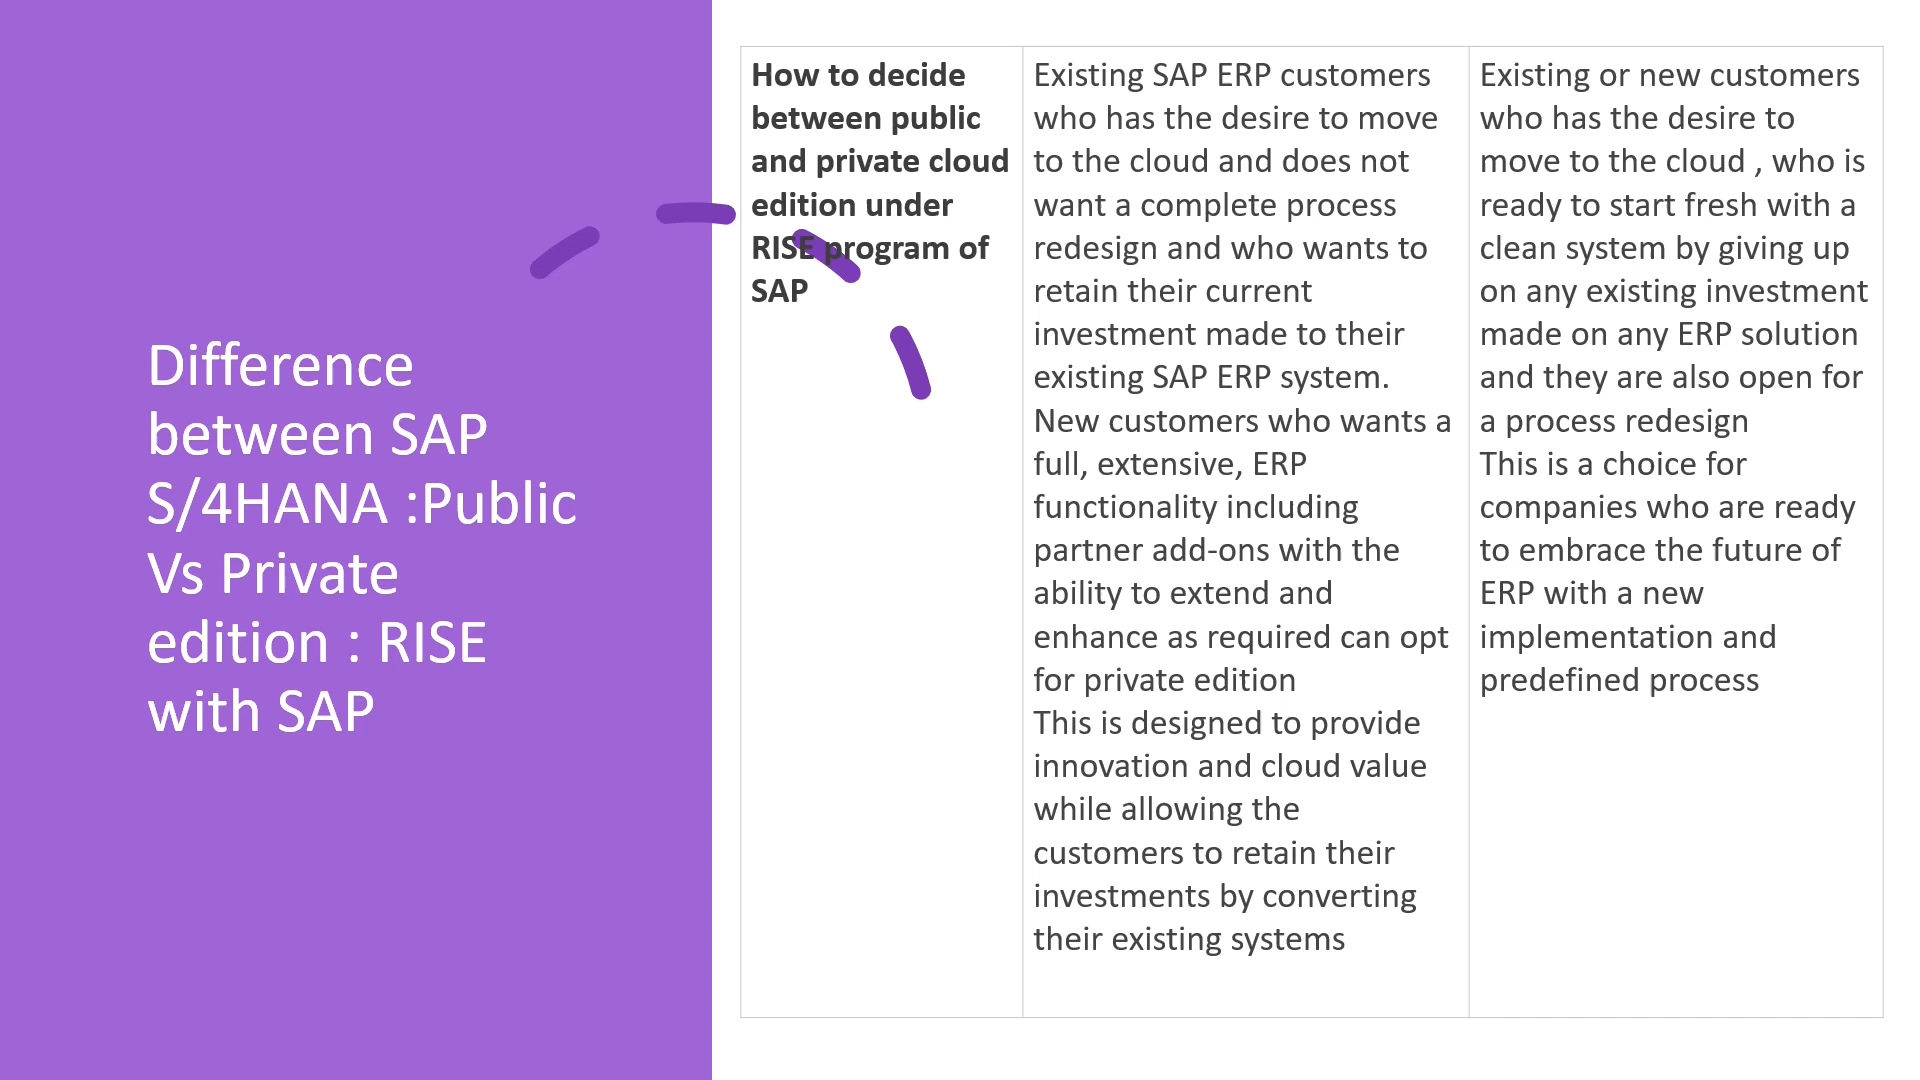 Difference
between SAP
S/4HANA :Public
Vs Private
edition : RISE
with SAP
How to decide
between public
and private cloud
edition under
RISE program of
SAP
Existing SAP ERP customers
who has the desire to move
to the cloud and does not
want a complete process
redesign and who wants to
retain their current
investment made to their
existing SAP ERP system.
New customers who wants a
full, extensive, ERP
functionality including
partner add-ons with the
ability to extend and
enhance as required can opt
for private edition
This is designed to provide
innovation and cloud value
while allowing the
customers to retain their
investments by converting
their existing systems
Existing or new customers
who has the desire to
move to the cloud , who is
ready to start fresh with a
clean system by giving up
on any existing investment
made on any ERP solution
and they are also open for
a process redesign
This is a choice for
companies who are ready
to embrace the future of
ERP with a new
implementation and
predefined process